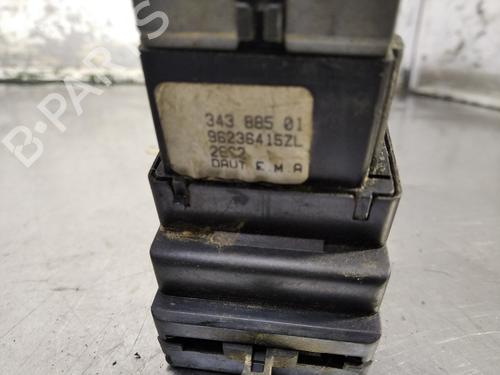 343 885 01
96236415ZL
DAUT E.M.A
B-PARTS